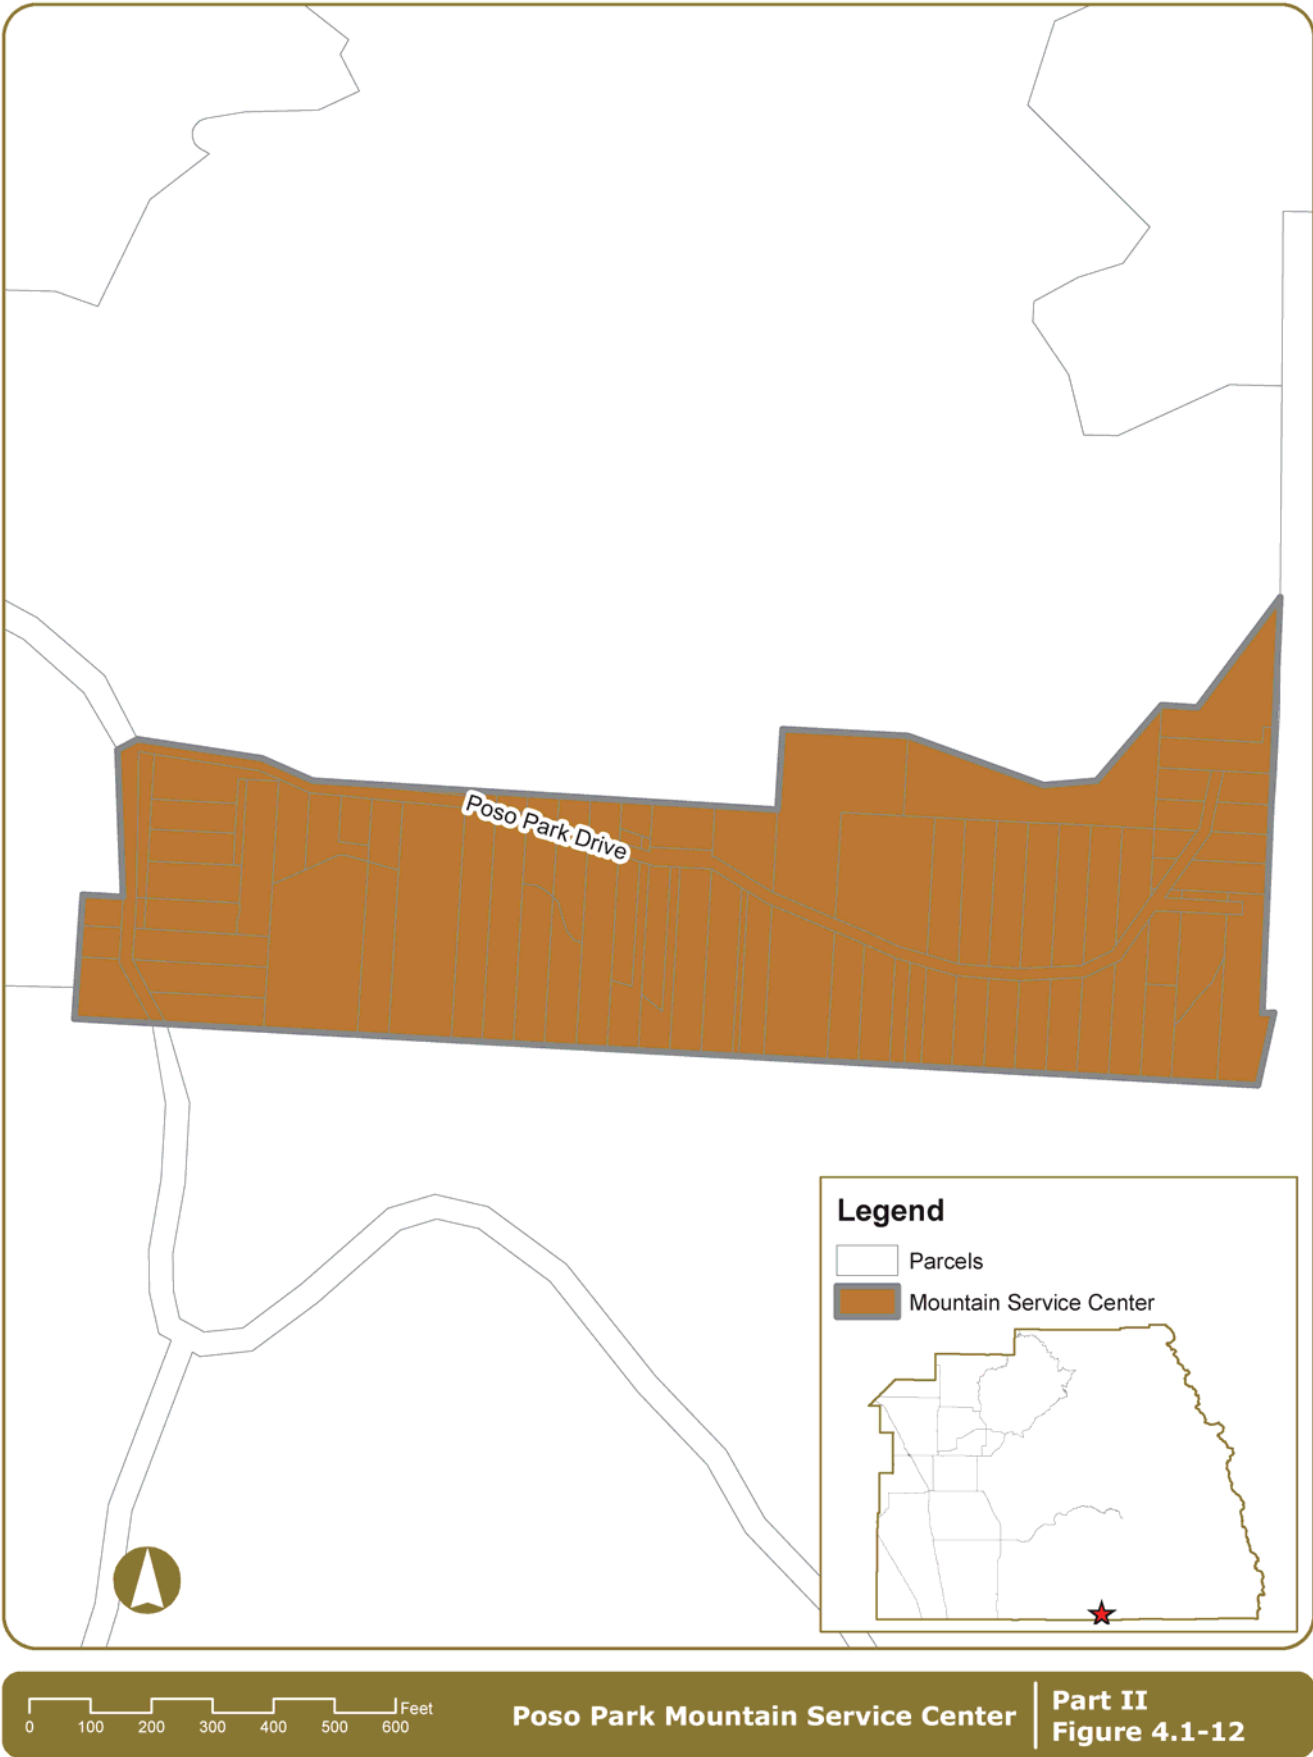 Poso Park Drive
Legend
Parcels
Mountain Service Center
Feet
0 100 200 300 400 500 600
Poso Park Mountain Service Center
Part II
Figure 4.1-12